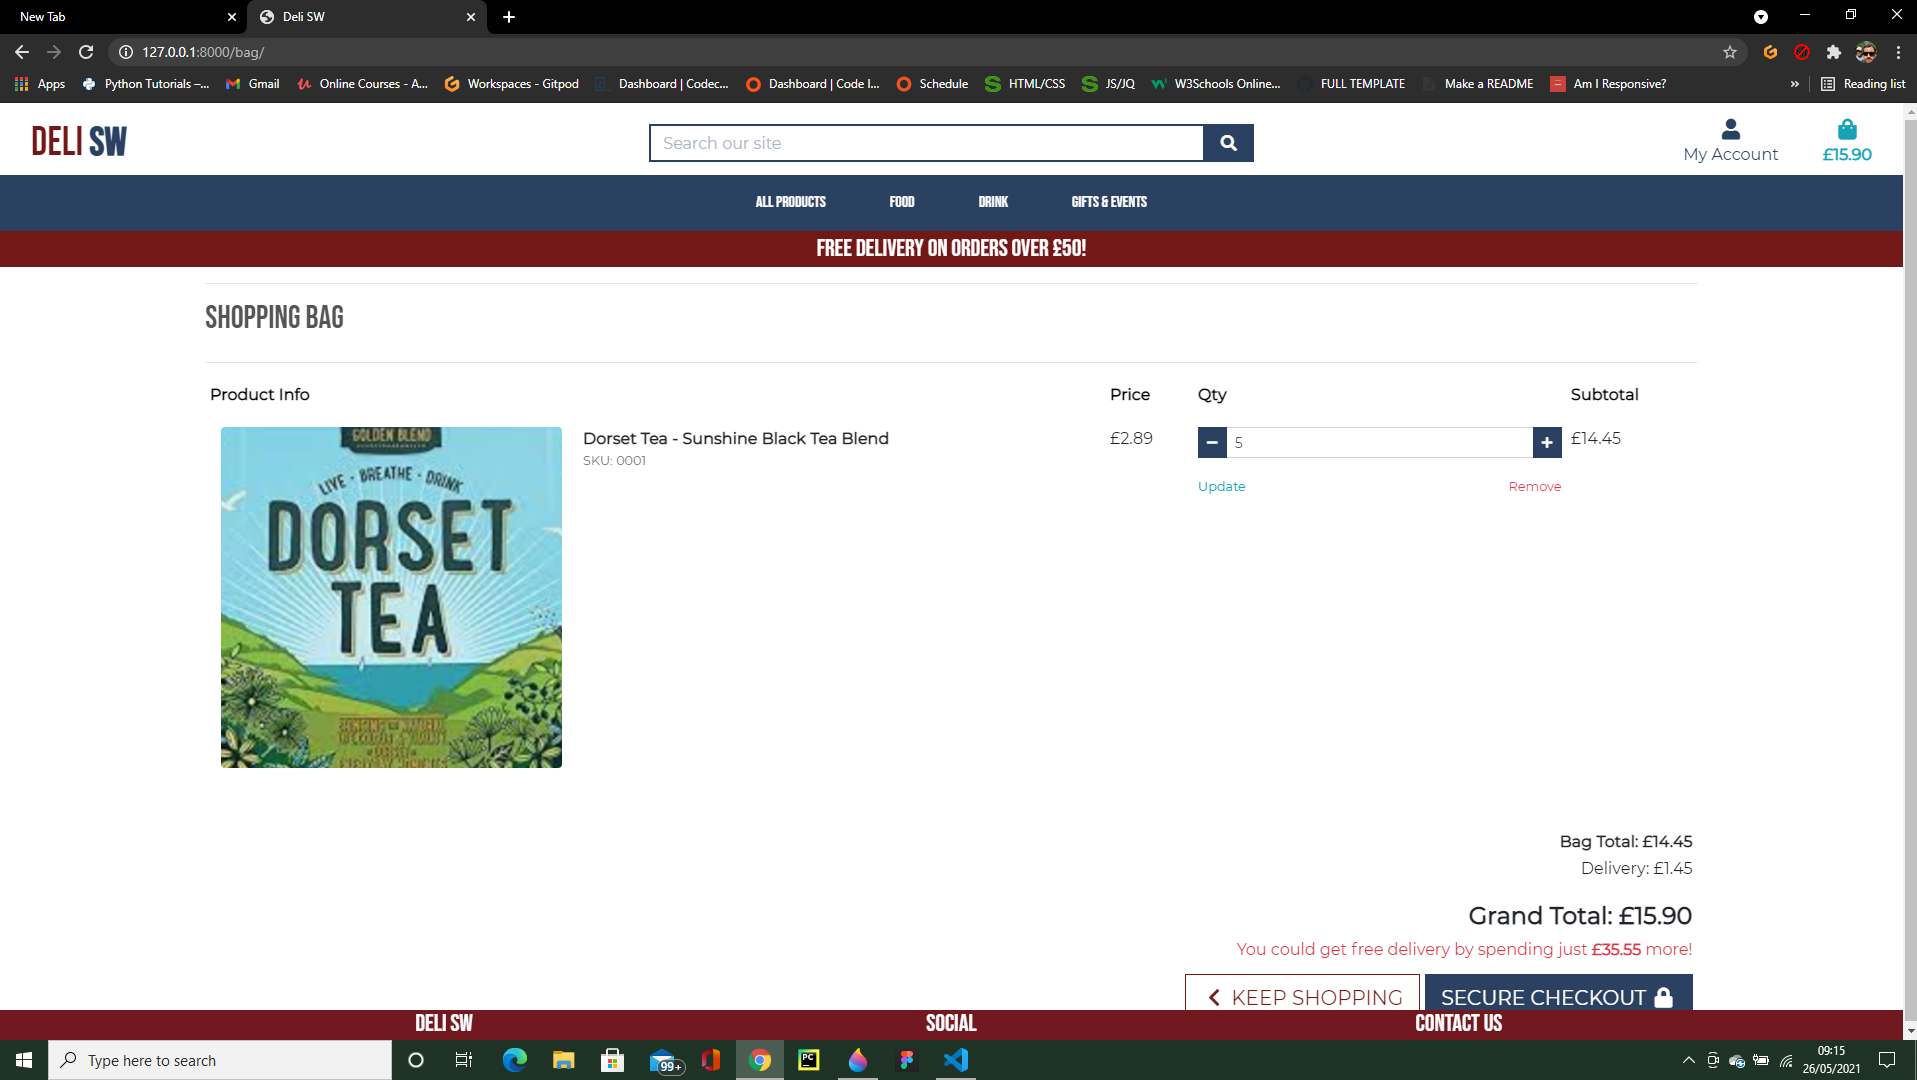 New Tab
Deli SW
127.0.0.1:8000/bag/
Apps
Python Tutorials –...
Gmail
Online Courses - A...
Workspaces - Gitpod
Dashboard | Codec...
Dashboard | Code I...
Schedule
HTML/CSS
JS/JQ
W3Schools Online...
FULL TEMPLATE
Make a README
Am I Responsive?
»
Reading list
DELI SW
Search our site
My Account
£15.90
ALL PRODUCTS
FOOD
DRINK
GIFTS & EVENTS
FREE DELIVERY ON ORDERS OVER £50!
SHOPPING BAG
Product Info
Price
Qty
Subtotal
GOLDEN BLEND
LIVE · BREATHE · DRINK
DORSET
TEA
Dorset Tea - Sunshine Black Tea Blend
SKU: 0001
£2.89
5
£14.45
Update
Remove
Bag Total: £14.45
Delivery: £1.45
Grand Total: £15.90
You could get free delivery by spending just £35.55 more!
KEEP SHOPPING
SECURE CHECKOUT
DELI SW
SOCIAL
CONTACT US
Type here to search
99+
PC
09:15
26/05/2021